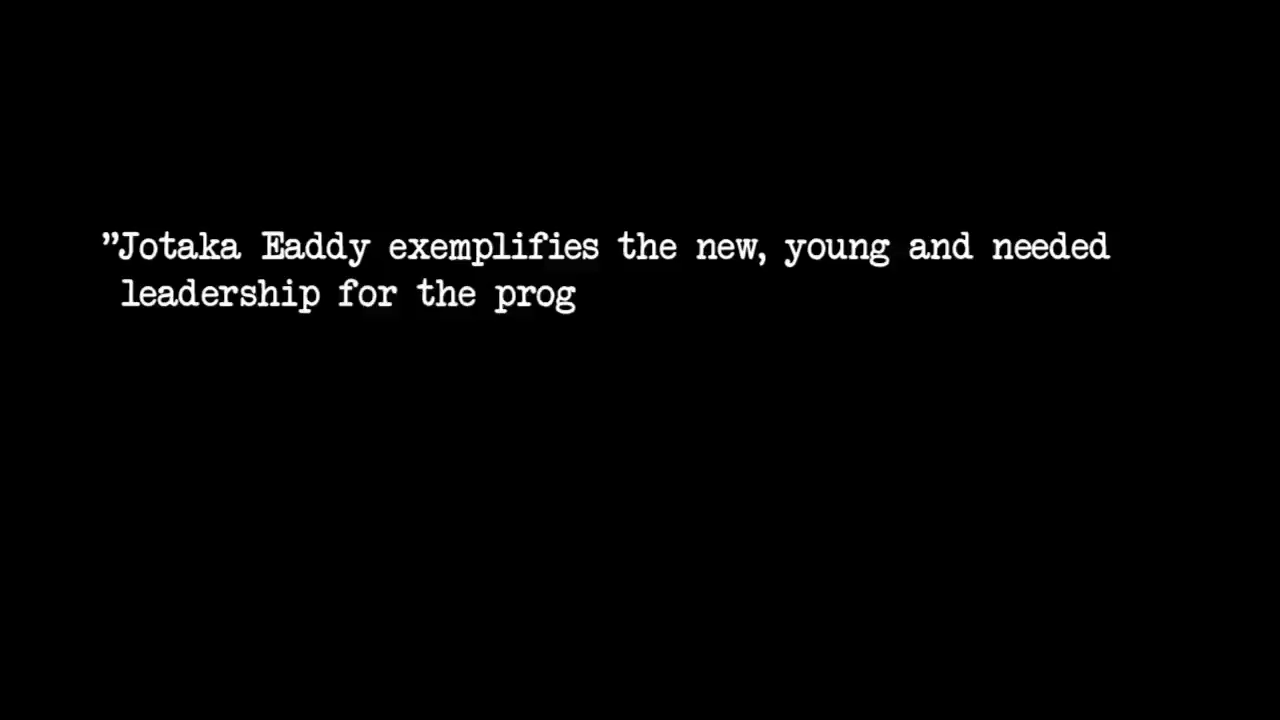 ”Jotaka Eaddy exemplifies the new, young and needed
leadership for the prog